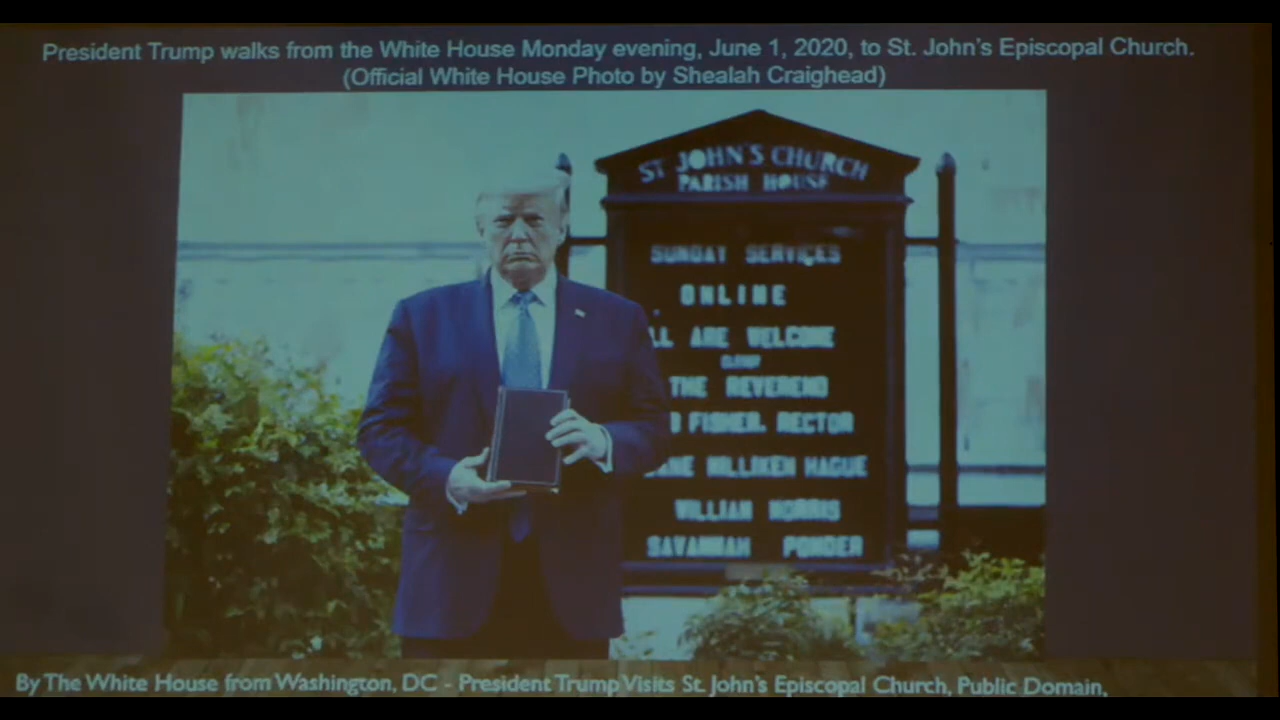 President Trump walks from the White House Monday evening, June 1, 2020, to St. John's Episcopal Church.
(Official White House Photo by Shealah Craighead)
ST JOHN'S CHURCH
PARISH HOUSE
SUNDAY SERVICES
ONLINE
LL ARE WELCOME
THE REVEREND
FISHER. RECTOR
HILLIKEN HAGUE
WILLIAM MORRIS
SAVANNAH PONDER
By The White House from Washington, DC - President Trump Visits St. John's Episcopal Church, Public Domain,